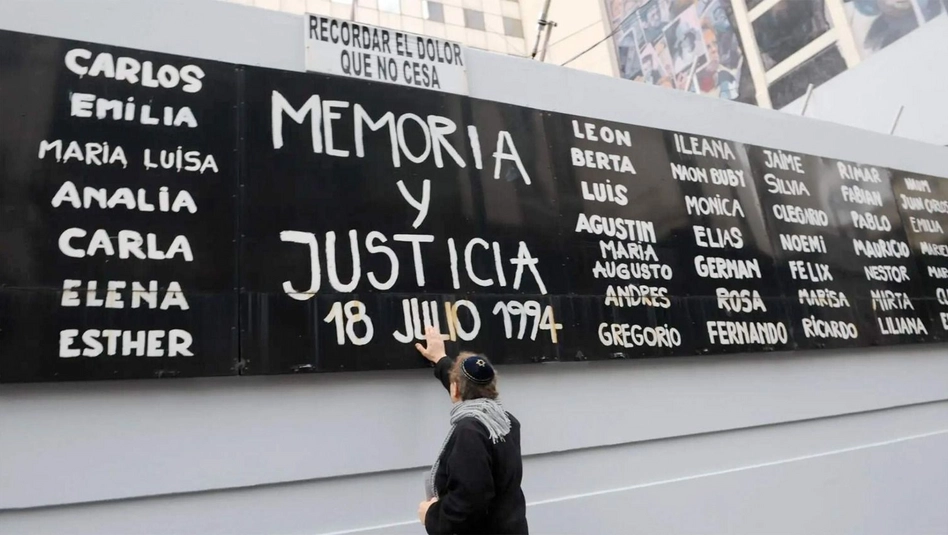 RECORDAR EL DOLOR
QUE NO CESA
CARLOS
EMILIA
MARIA LUISA
ANALIA
CARLA
ELENA
ESTHER
MEMORIA
Y
JUSTICIA
18 JULIO 1994
LEON
BERTA
LUIS
AGUSTIN
MARIA
AUGUSTO
ANDRES
GREGORIO
ILEANA
NAON BUBY
MONICA
ELIAS
GERMAN
ROSA
FERNANDO
JAIME
SILVIA
OLEGARIO
NOEMI
FELIX
MARISA
RICARDO
RIMAR
FABIAN
PABLO
MAURICIO
NESTOR
MIRTA
LILIANA
JUAN CARLOS
EMILIA